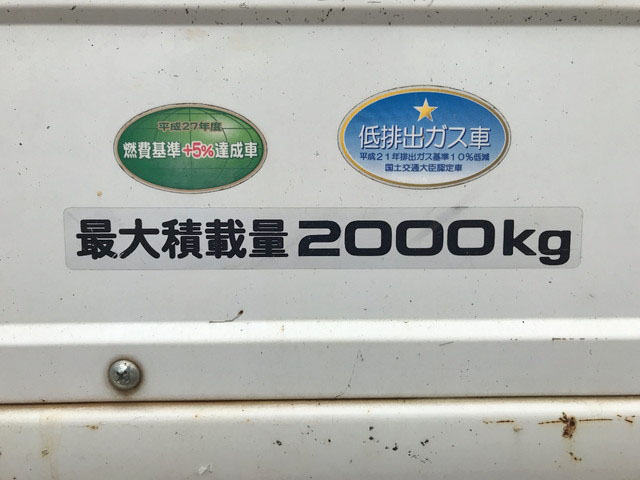 平成27年度
燃費基準+5%達成車
低排出ガス車
平成21年排出ガス基準10%低減
国土交通大臣認定車
最大積載量2000kg